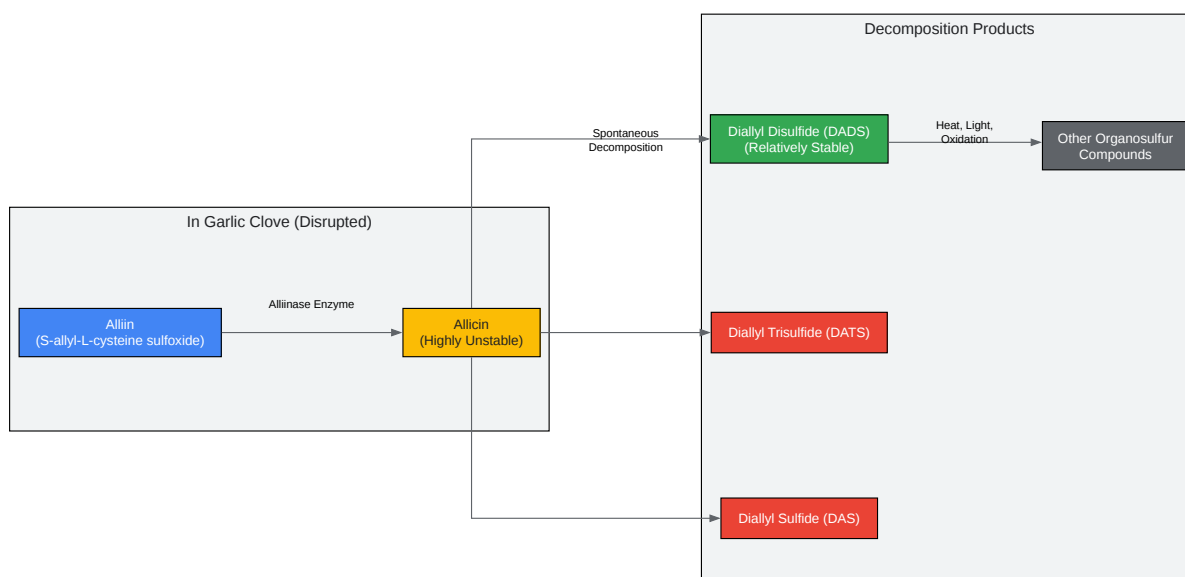 Decomposition Products
Spontaneous
Decomposition
Diallyl Disulfide (DADS)
(Relatively Stable)
Heat, Light,
Oxidation
Other Organosulfur
Compounds
In Garlic Clove (Disrupted)
Alliin
(S-allyl-L-cysteine sulfoxide)
Alliinase Enzyme
Allicin
(Highly Unstable)
Diallyl Trisulfide (DATS)
Diallyl Sulfide (DAS)